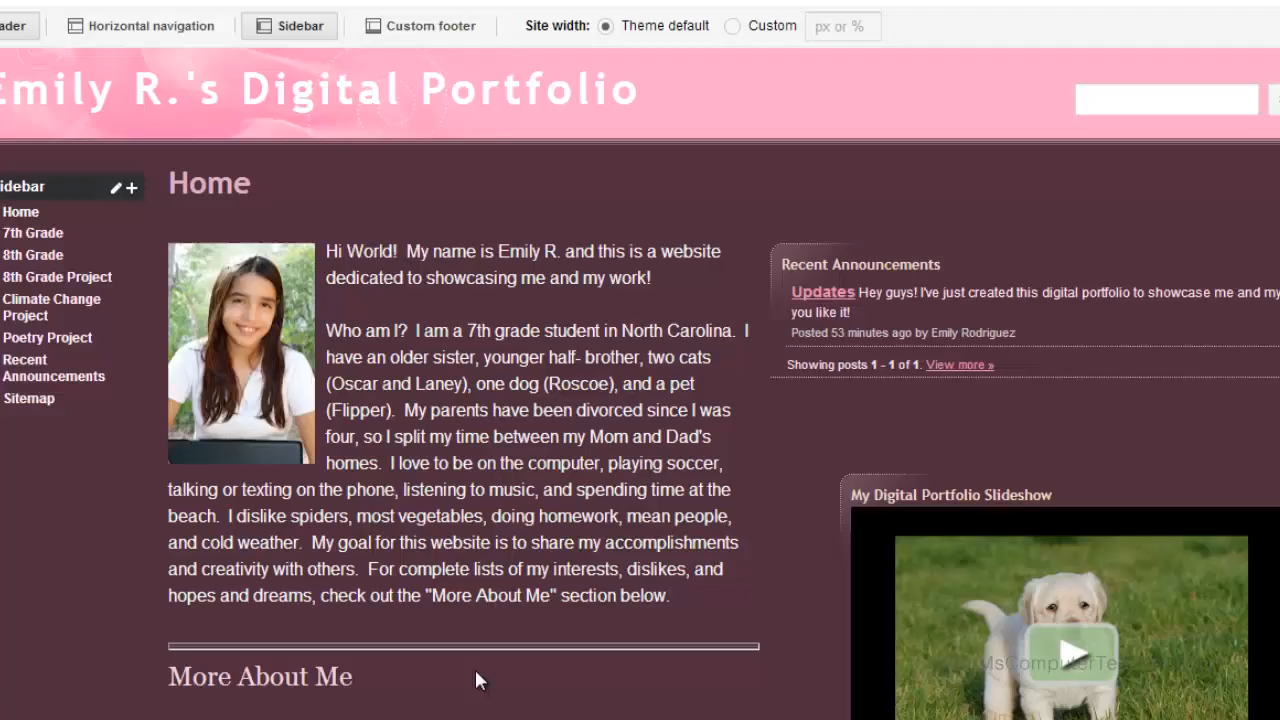 ader
Horizontal navigation
Sidebar
Custom footer
Site width:
Theme default
Custom
px or %
Emily R.'s Digital Portfolio
idebar
Home
7th Grade
8th Grade
8th Grade Project
Climate Change
Project
Poetry Project
Recent
Announcements
Sitemap
Home
Hi World!  My name is Emily R. and this is a website
dedicated to showcasing me and my work!
Who am I?  I am a 7th grade student in North Carolina.  I
have an older sister, younger half- brother, two cats
(Oscar and Laney), one dog (Roscoe), and a pet
(Flipper).  My parents have been divorced since I was
four, so I split my time between my Mom and Dad's
homes.  I love to be on the computer, playing soccer,
talking or texting on the phone, listening to music, and spending time at the
beach.  I dislike spiders, most vegetables, doing homework, mean people,
and cold weather.  My goal for this website is to share my accomplishments
and creativity with others.  For complete lists of my interests, dislikes, and
hopes and dreams, check out the "More About Me" section below.
More About Me
Recent Announcements
Updates Hey guys! I've just created this digital portfolio to showcase me and my
you like it!
Posted 53 minutes ago by Emily Rodriguez
Showing posts 1 - 1 of 1. View more »
My Digital Portfolio Slideshow